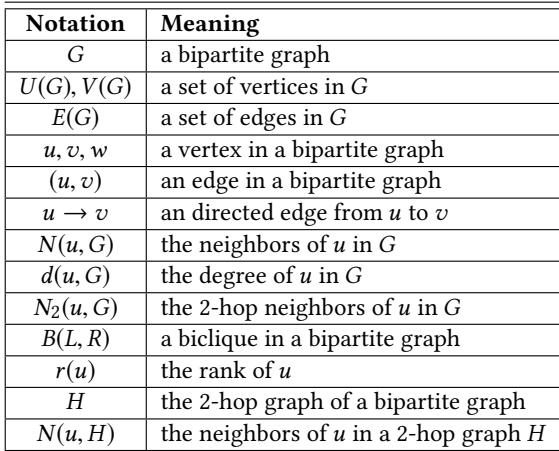 Notation Meaning
G a bipartite graph
U(G), V(G) a set of vertices in G
E(G) a set of edges in G
u, v, w a vertex in a bipartite graph
(u, v) an edge in a bipartite graph
u → v an directed edge from u to v
N(u, G) the neighbors of u in G
d(u, G) the degree of u in G
N₂(u, G) the 2-hop neighbors of u in G
B(L, R) a biclique in a bipartite graph
r(u) the rank of u
H the 2-hop graph of a bipartite graph
N(u, H) the neighbors of u in a 2-hop graph H